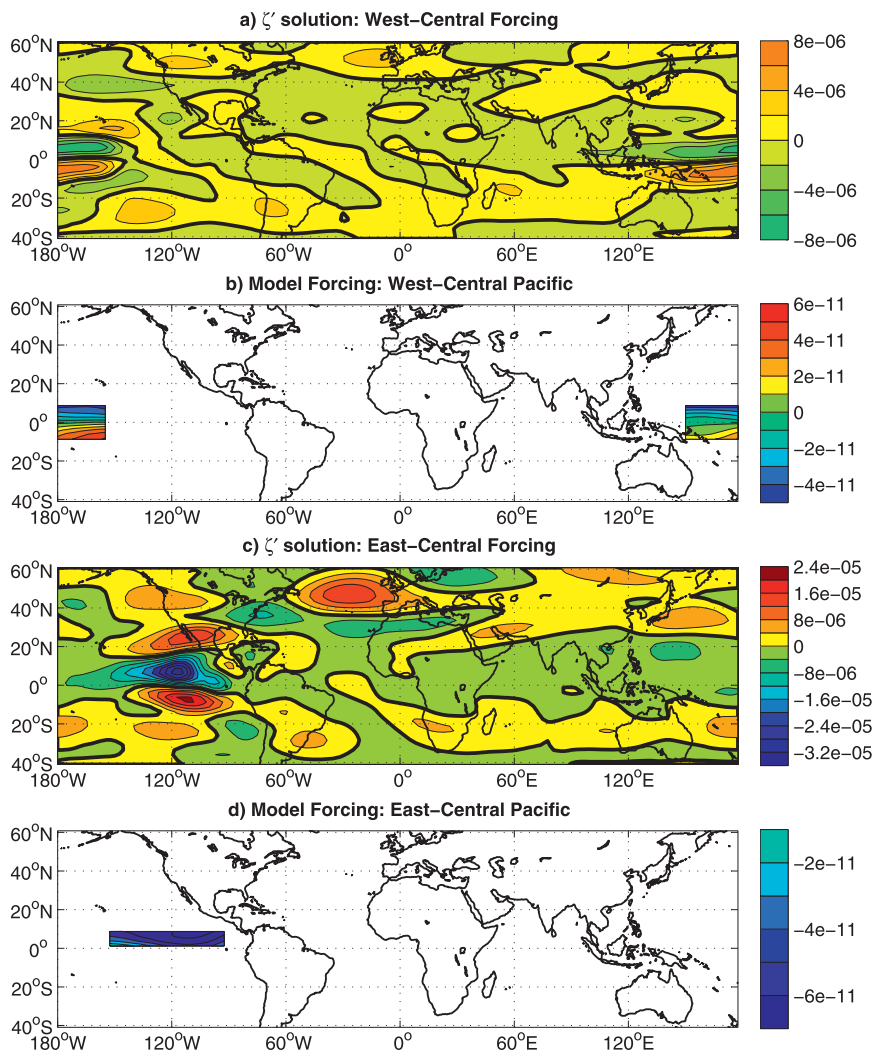 a) ζ′ solution: West−Central Forcing
60°N
40°N
20°N
0°
20°S
40°S
180°W 120°W 60°W 0° 60°E 120°E
8e−06
4e−06
0
−4e−06
−8e−06
b) Model Forcing: West−Central Pacific
60°N
40°N
20°N
0°
20°S
40°S
180°W 120°W 60°W 0° 60°E 120°E
6e−11
4e−11
2e−11
0
−2e−11
−4e−11
c) ζ′ solution: East−Central Forcing
60°N
40°N
20°N
0°
20°S
40°S
180°W 120°W 60°W 0° 60°E 120°E
2.4e−05
1.6e−05
8e−06
0
−8e−06
−1.6e−05
−2.4e−05
−3.2e−05
d) Model Forcing: East−Central Pacific
60°N
40°N
20°N
0°
20°S
40°S
180°W 120°W 60°W 0° 60°E 120°E
−2e−11
−4e−11
−6e−11